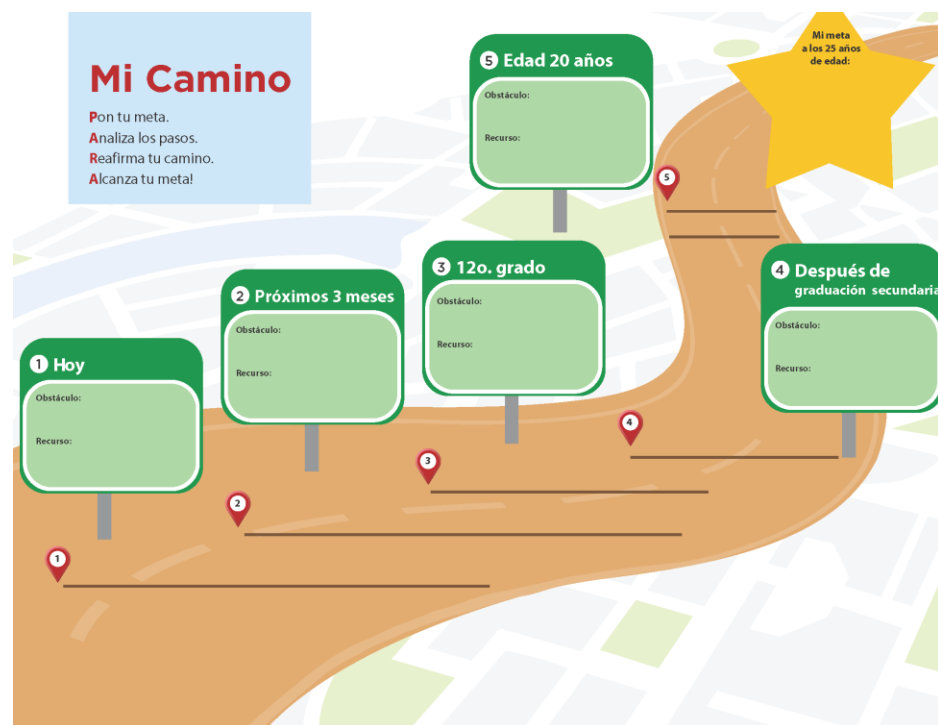 Mi Camino
Pon tu meta.
Analiza los pasos.
Reafirma tu camino.
Alcanza tu meta!
Mi meta
a los 25 años
de edad:
5 Edad 20 años
Obstáculo:
Recurso:
5
4 Después de
graduación secundaria
Obstáculo:
Recurso:
4
3 12o. grado
Obstáculo:
Recurso:
3
2 Próximos 3 meses
Obstáculo:
Recurso:
2
1 Hoy
Obstáculo:
Recurso:
1